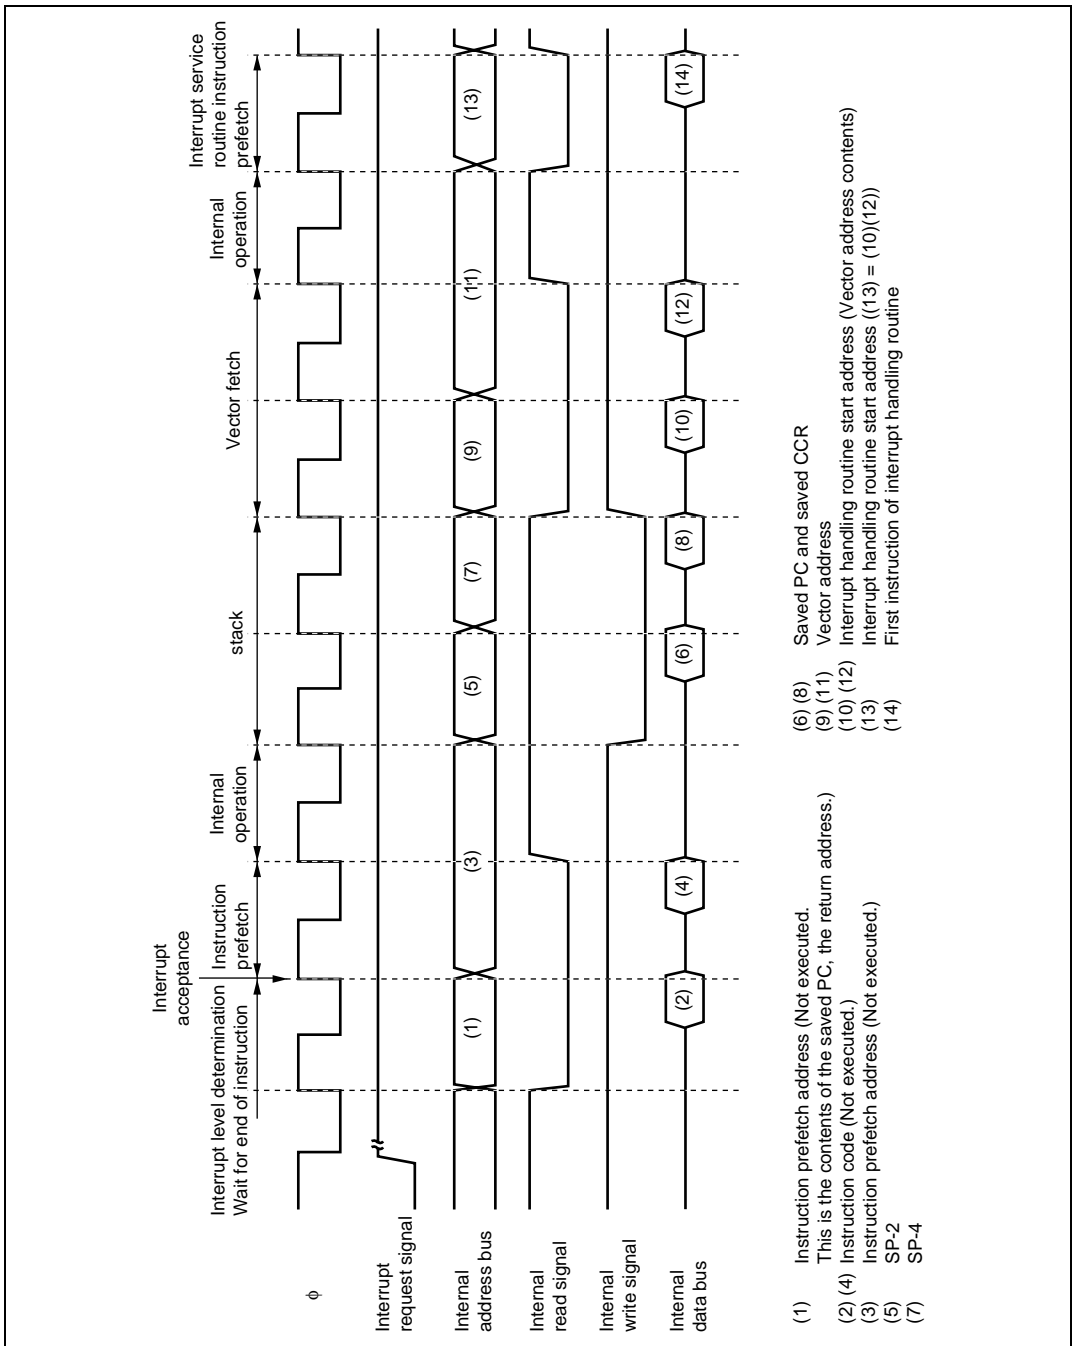 Interrupt
acceptance
Interrupt level determination
Wait for end of instruction
Instruction
prefetch
Internal
operation
stack
Vector fetch
Internal
operation
Interrupt service
routine instruction
prefetch
φ
Interrupt
request signal
Internal
address bus
(1)
(3)
(5)
(7)
(9)
(11)
(13)
Internal
read signal
Internal
write signal
Internal
data bus
(2)
(4)
(6)
(8)
(10)
(12)
(14)
(1) Instruction prefetch address (Not executed.
This is the contents of the saved PC, the return address.)
(2) (4) Instruction code (Not executed.)
(3) Instruction prefetch address (Not executed.)
(5) SP-2
(7) SP-4
(6) (8) Saved PC and saved CCR
(9) (11) Vector address
(10) (12) Interrupt handling routine start address (Vector address contents)
(13) Interrupt handling routine start address ((13) = (10)(12))
(14) First instruction of interrupt handling routine